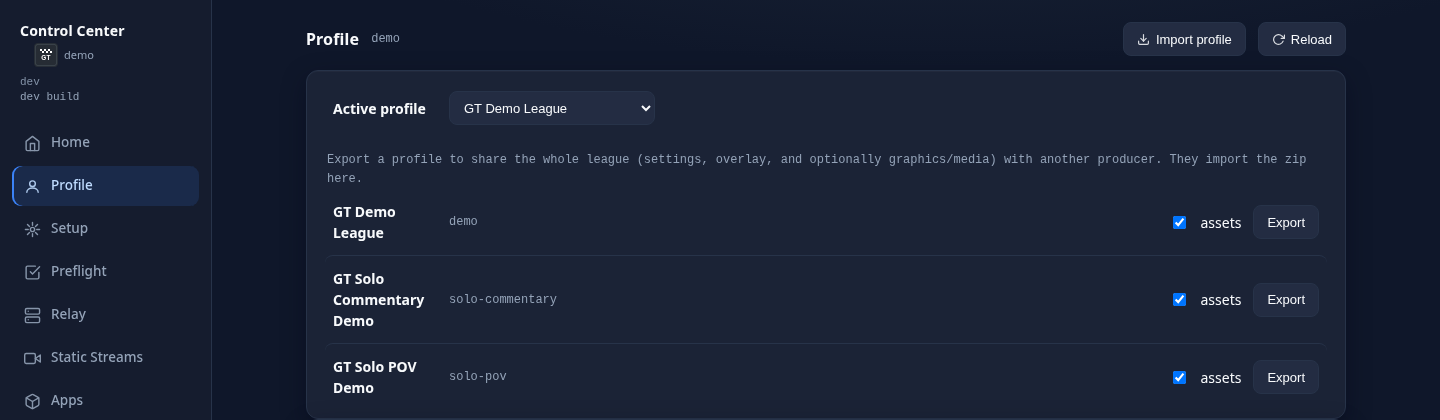 Control Center
GT demo
dev
dev build
Home
Profile
Setup
Preflight
Relay
Static Streams
Apps
Profile demo
Import profile
Reload
Active profile
GT Demo League
Export a profile to share the whole league (settings, overlay, and optionally graphics/media) with another producer. They import the zip
here.
GT Demo
League
demo
assets
Export
GT Solo
Commentary
Demo
solo-commentary
assets
Export
GT Solo POV
Demo
solo-pov
assets
Export